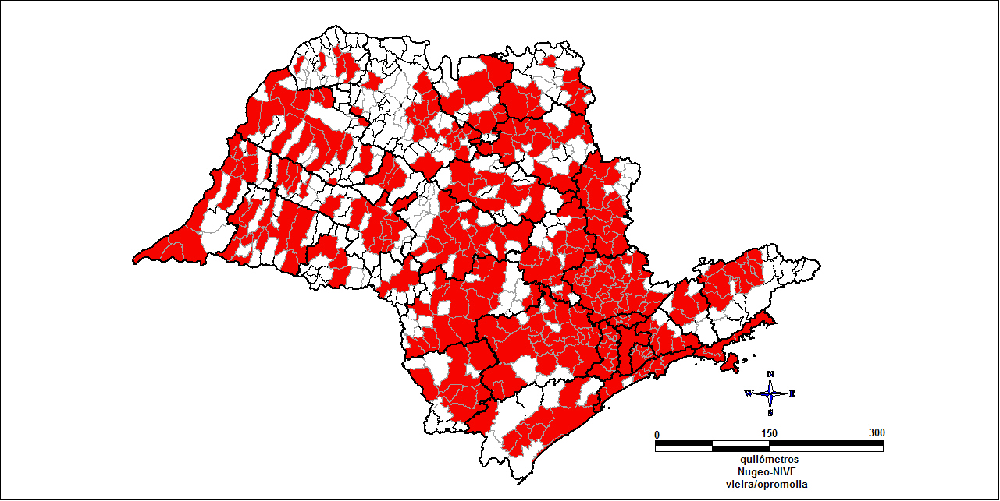 N
W E
S
0 150 300
quilômetros
Nugeo-NIVE
vieira/opromolla